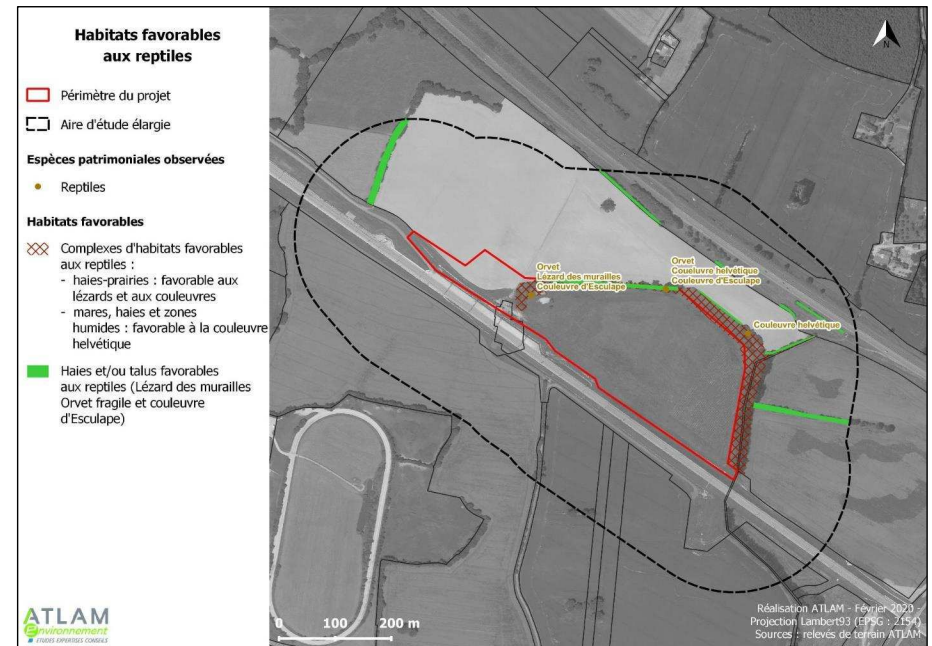 Habitats favorables
aux reptiles
Périmètre du projet
Aire d'étude élargie
Espèces patrimoniales observées
Reptiles
Habitats favorables
Complexes d'habitats favorables
aux reptiles :
- haies-prairies : favorable aux
lézards et aux couleuvres
- mares, haies et zones
humides : favorable à la couleuvre
helvétique
Haies et/ou talus favorables
aux reptiles (Lézard des murailles
Orvet fragile et couleuvre
d'Esculape)
ATLAM
Environnement
ÉTUDES EXPERTISES CONSEILS
N
Orvet
Lézard des murailles
Couleuvre d'Esculape
Orvet
Coueluvre helvétique
Couleuvre d'Esculape
Couleuvre helvétique
0 100 200 m
Réalisation ATLAM - Février 2020 -
Projection Lambert93 (EPSG : 2154)
Sources : relevés de terrain ATLAM